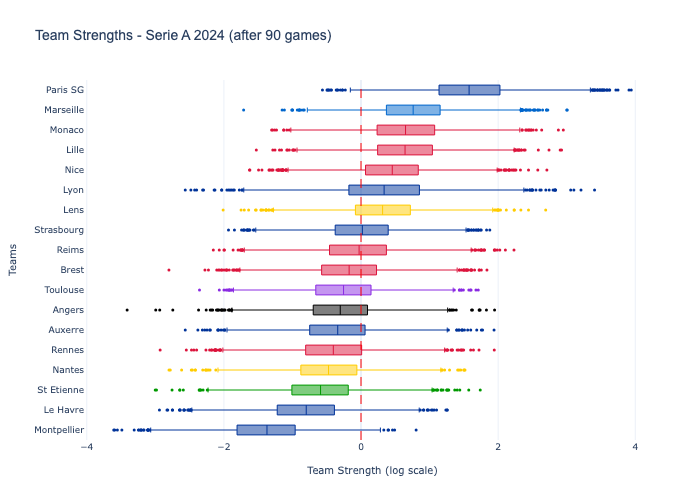 Team Strengths - Serie A 2024 (after 90 games)
Paris SG
Marseille
Monaco
Lille
Nice
Lyon
Lens
Strasbourg
Reims
Brest
Toulouse
Angers
Auxerre
Rennes
Nantes
St Etienne
Le Havre
Montpellier
Teams
−4 −2 0 2 4
Team Strength (log scale)